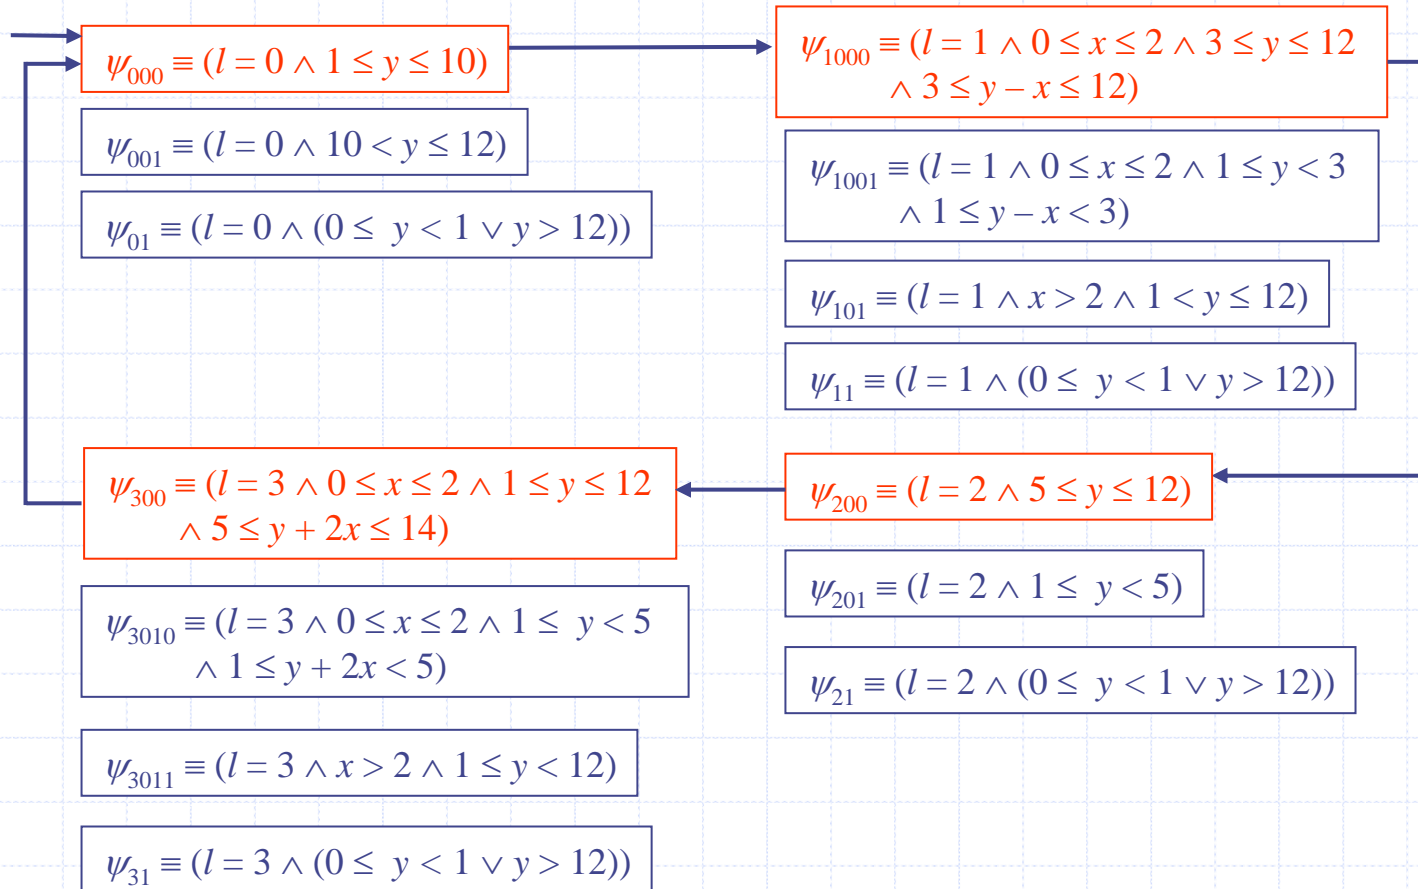 ψ000 ≡ (l = 0 ∧ 1 ≤ y ≤ 10)
ψ001 ≡ (l = 0 ∧ 10 < y ≤ 12)
ψ01 ≡ (l = 0 ∧ (0 ≤ y < 1 ∨ y > 12))
ψ1000 ≡ (l = 1 ∧ 0 ≤ x ≤ 2 ∧ 3 ≤ y ≤ 12
∧ 3 ≤ y – x ≤ 12)
ψ1001 ≡ (l = 1 ∧ 0 ≤ x ≤ 2 ∧ 1 ≤ y < 3
∧ 1 ≤ y – x < 3)
ψ101 ≡ (l = 1 ∧ x > 2 ∧ 1 < y ≤ 12)
ψ11 ≡ (l = 1 ∧ (0 ≤ y < 1 ∨ y > 12))
ψ300 ≡ (l = 3 ∧ 0 ≤ x ≤ 2 ∧ 1 ≤ y ≤ 12
∧ 5 ≤ y + 2x ≤ 14)
ψ3010 ≡ (l = 3 ∧ 0 ≤ x ≤ 2 ∧ 1 ≤ y < 5
∧ 1 ≤ y + 2x < 5)
ψ3011 ≡ (l = 3 ∧ x > 2 ∧ 1 ≤ y < 12)
ψ31 ≡ (l = 3 ∧ (0 ≤ y < 1 ∨ y > 12))
ψ200 ≡ (l = 2 ∧ 5 ≤ y ≤ 12)
ψ201 ≡ (l = 2 ∧ 1 ≤ y < 5)
ψ21 ≡ (l = 2 ∧ (0 ≤ y < 1 ∨ y > 12))